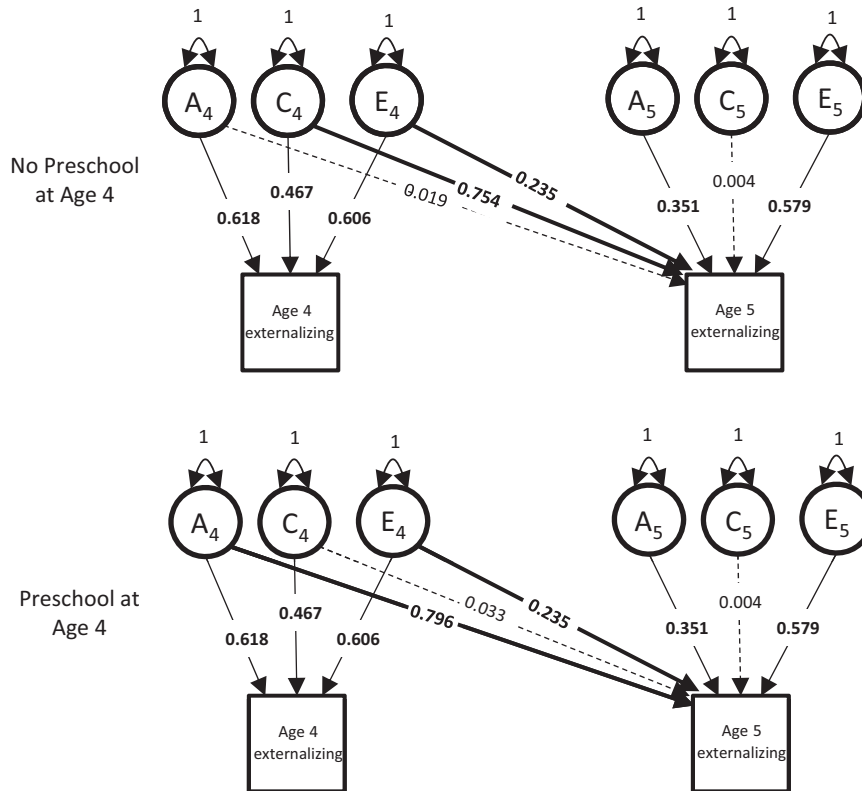 1 1 1 1 1 1
A4 C4 E4 A5 C5 E5
No Preschool
at Age 4
0.618 0.467 0.606 0.019 0.754 0.235 0.351 0.004 0.579
Age 4
externalizing
Age 5
externalizing
1 1 1 1 1 1
A4 C4 E4 A5 C5 E5
Preschool at
Age 4
0.618 0.467 0.606 0.796 0.033 0.235 0.351 0.004 0.579
Age 4
externalizing
Age 5
externalizing